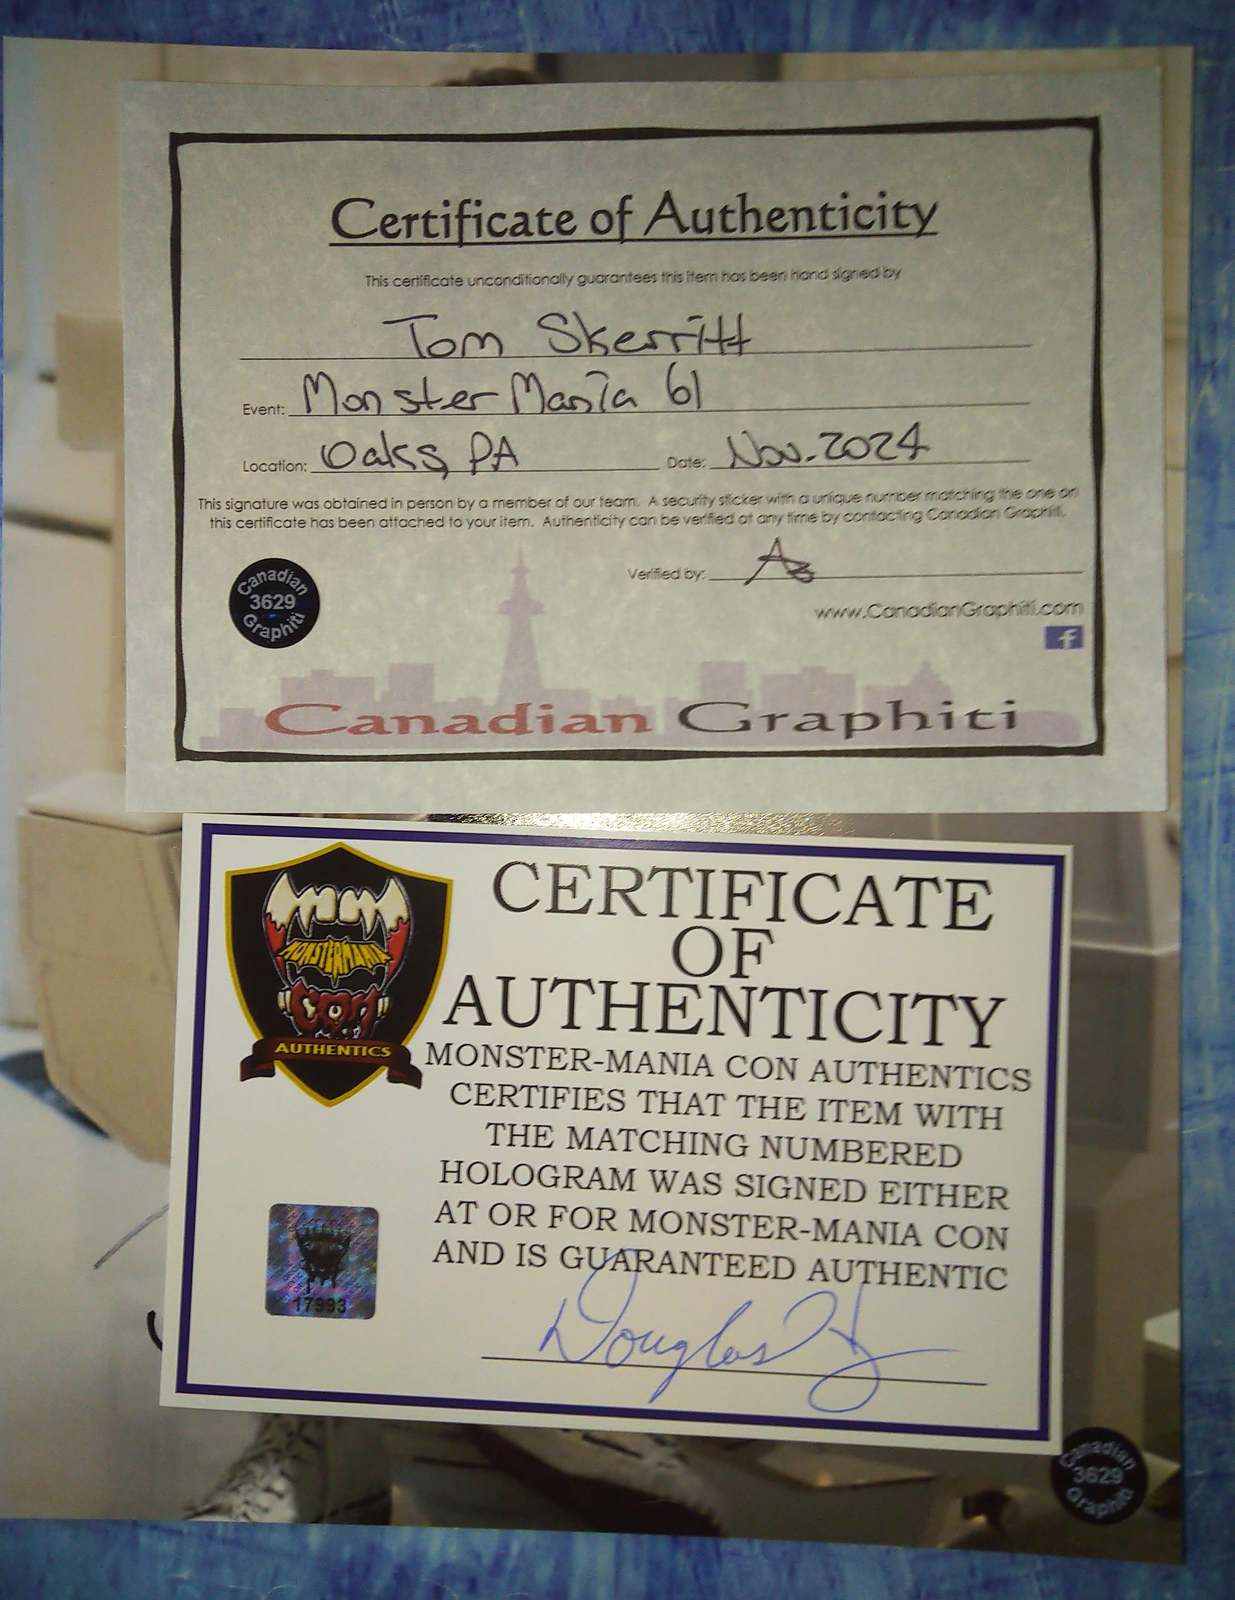 Certificate of Authenticity
This certificate unconditionally guarantees this item has been hand signed by
Tom Skerritt
Event: Monster Mania 61
Location: Oaks, PA Date: Nov. 2024
This signature was obtained in person by a member of our team. A security sticker with a unique number matching the one on
this certificate has been attached to your item. Authenticity can be verified at any time by contacting Canadian Graphiti.
Verified by:
Canadian
3629
Graphiti
www.CanadianGraphiti.com
f
Canadian Graphiti
MM
MONSTERMANIA
CON
AUTHENTICS
CERTIFICATE
OF
AUTHENTICITY
MONSTER-MANIA CON AUTHENTICS
CERTIFIES THAT THE ITEM WITH
THE MATCHING NUMBERED
HOLOGRAM WAS SIGNED EITHER
AT OR FOR MONSTER-MANIA CON
AND IS GUARANTEED AUTHENTIC
17993
Douglas
Canadian
3629
Graphiti